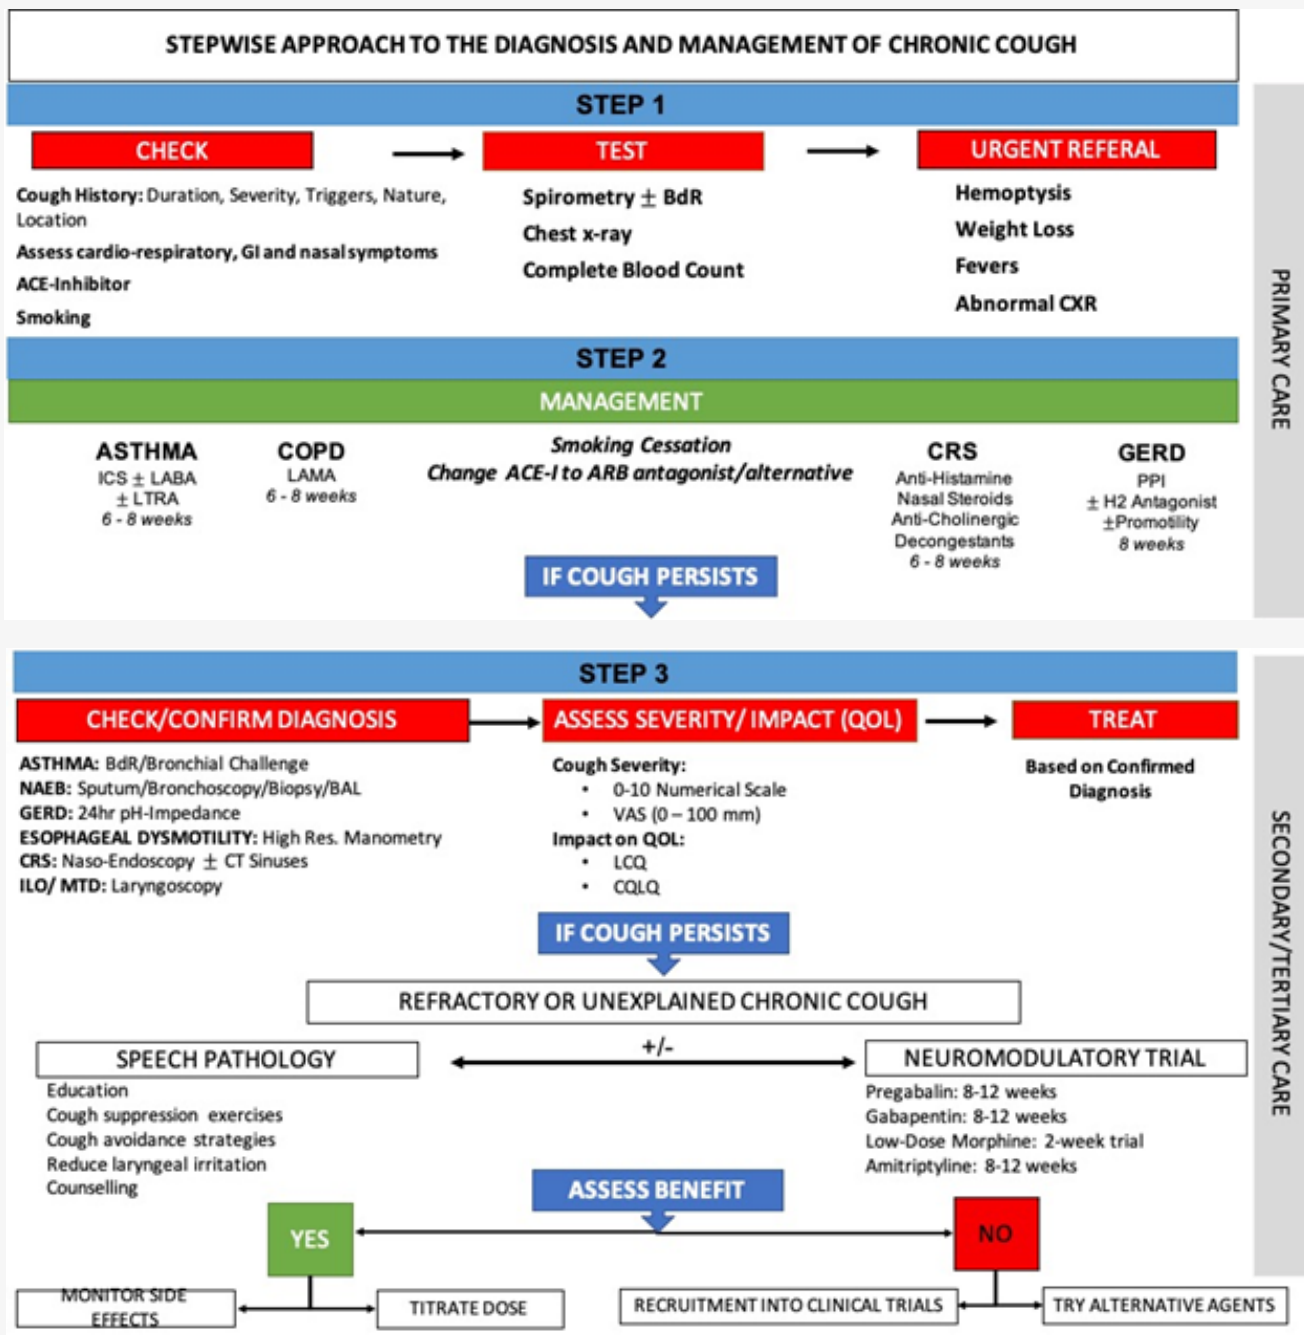 STEPWISE APPROACH TO THE DIAGNOSIS AND MANAGEMENT OF CHRONIC COUGH
STEP 1
CHECK
Cough History: Duration, Severity, Triggers, Nature,
Location
Assess cardio-respiratory, GI and nasal symptoms
ACE-Inhibitor
Smoking
TEST
Spirometry ± BdR
Chest x-ray
Complete Blood Count
URGENT REFERAL
Hemoptysis
Weight Loss
Fevers
Abnormal CXR
PRIMARY CARE
STEP 2
MANAGEMENT
ASTHMA
ICS ± LABA
± LTRA
6 - 8 weeks
COPD
LAMA
6 - 8 weeks
Smoking Cessation
Change ACE-I to ARB antagonist/alternative
CRS
Anti-Histamine
Nasal Steroids
Anti-Cholinergic
Decongestants
6 - 8 weeks
GERD
PPI
± H2 Antagonist
±Promotility
8 weeks
IF COUGH PERSISTS
STEP 3
CHECK/CONFIRM DIAGNOSIS
ASTHMA: BdR/Bronchial Challenge
NAEB: Sputum/Bronchoscopy/Biopsy/BAL
GERD: 24hr pH-Impedance
ESOPHAGEAL DYSMOTILITY: High Res. Manometry
CRS: Naso-Endoscopy ± CT Sinuses
ILO/ MTD: Laryngoscopy
ASSESS SEVERITY/ IMPACT (QOL)
Cough Severity:
• 0-10 Numerical Scale
• VAS (0 – 100 mm)
Impact on QOL:
• LCQ
• CQLQ
TREAT
Based on Confirmed
Diagnosis
SECONDARY/TERTIARY CARE
IF COUGH PERSISTS
REFRACTORY OR UNEXPLAINED CHRONIC COUGH
+/-
SPEECH PATHOLOGY
Education
Cough suppression exercises
Cough avoidance strategies
Reduce laryngeal irritation
Counselling
NEUROMODULATORY TRIAL
Pregabalin: 8-12 weeks
Gabapentin: 8-12 weeks
Low-Dose Morphine: 2-week trial
Amitriptyline: 8-12 weeks
ASSESS BENEFIT
YES
NO
MONITOR SIDE
EFFECTS
TITRATE DOSE
RECRUITMENT INTO CLINICAL TRIALS
TRY ALTERNATIVE AGENTS